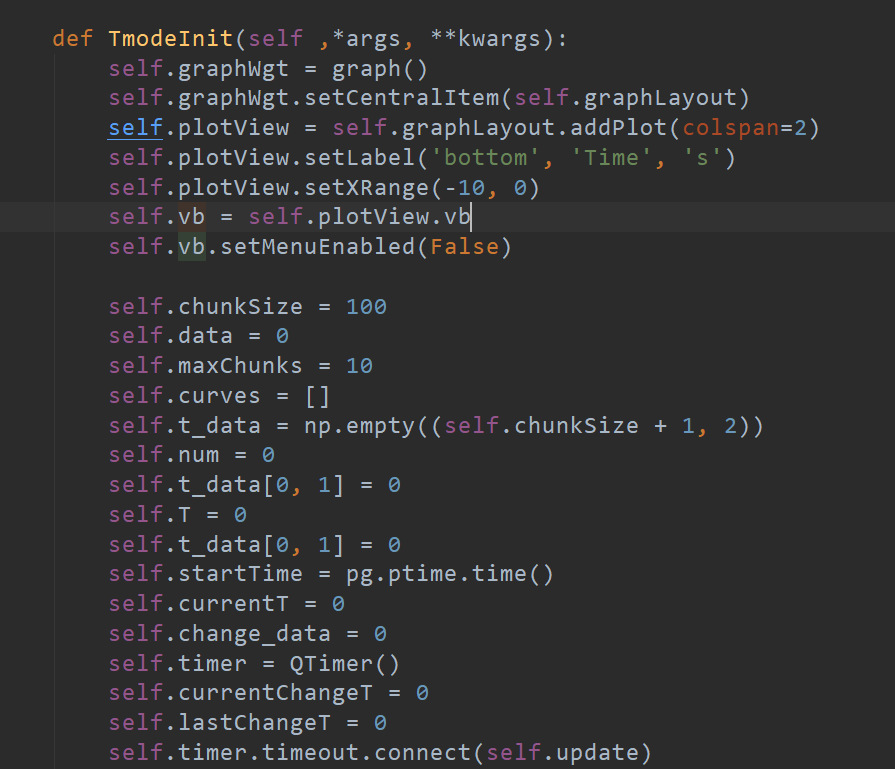 def TmodeInit(self ,*args, **kwargs):
    self.graphWgt = graph()
    self.graphWgt.setCentralItem(self.graphLayout)
    self.plotView = self.graphLayout.addPlot(colspan=2)
    self.plotView.setLabel('bottom', 'Time', 's')
    self.plotView.setXRange(-10, 0)
    self.vb = self.plotView.vb
    self.vb.setMenuEnabled(False)

    self.chunkSize = 100
    self.data = 0
    self.maxChunks = 10
    self.curves = []
    self.t_data = np.empty((self.chunkSize + 1, 2))
    self.num = 0
    self.t_data[0, 1] = 0
    self.T = 0
    self.t_data[0, 1] = 0
    self.startTime = pg.ptime.time()
    self.currentT = 0
    self.change_data = 0
    self.timer = QTimer()
    self.currentChangeT = 0
    self.lastChangeT = 0
    self.timer.timeout.connect(self.update)